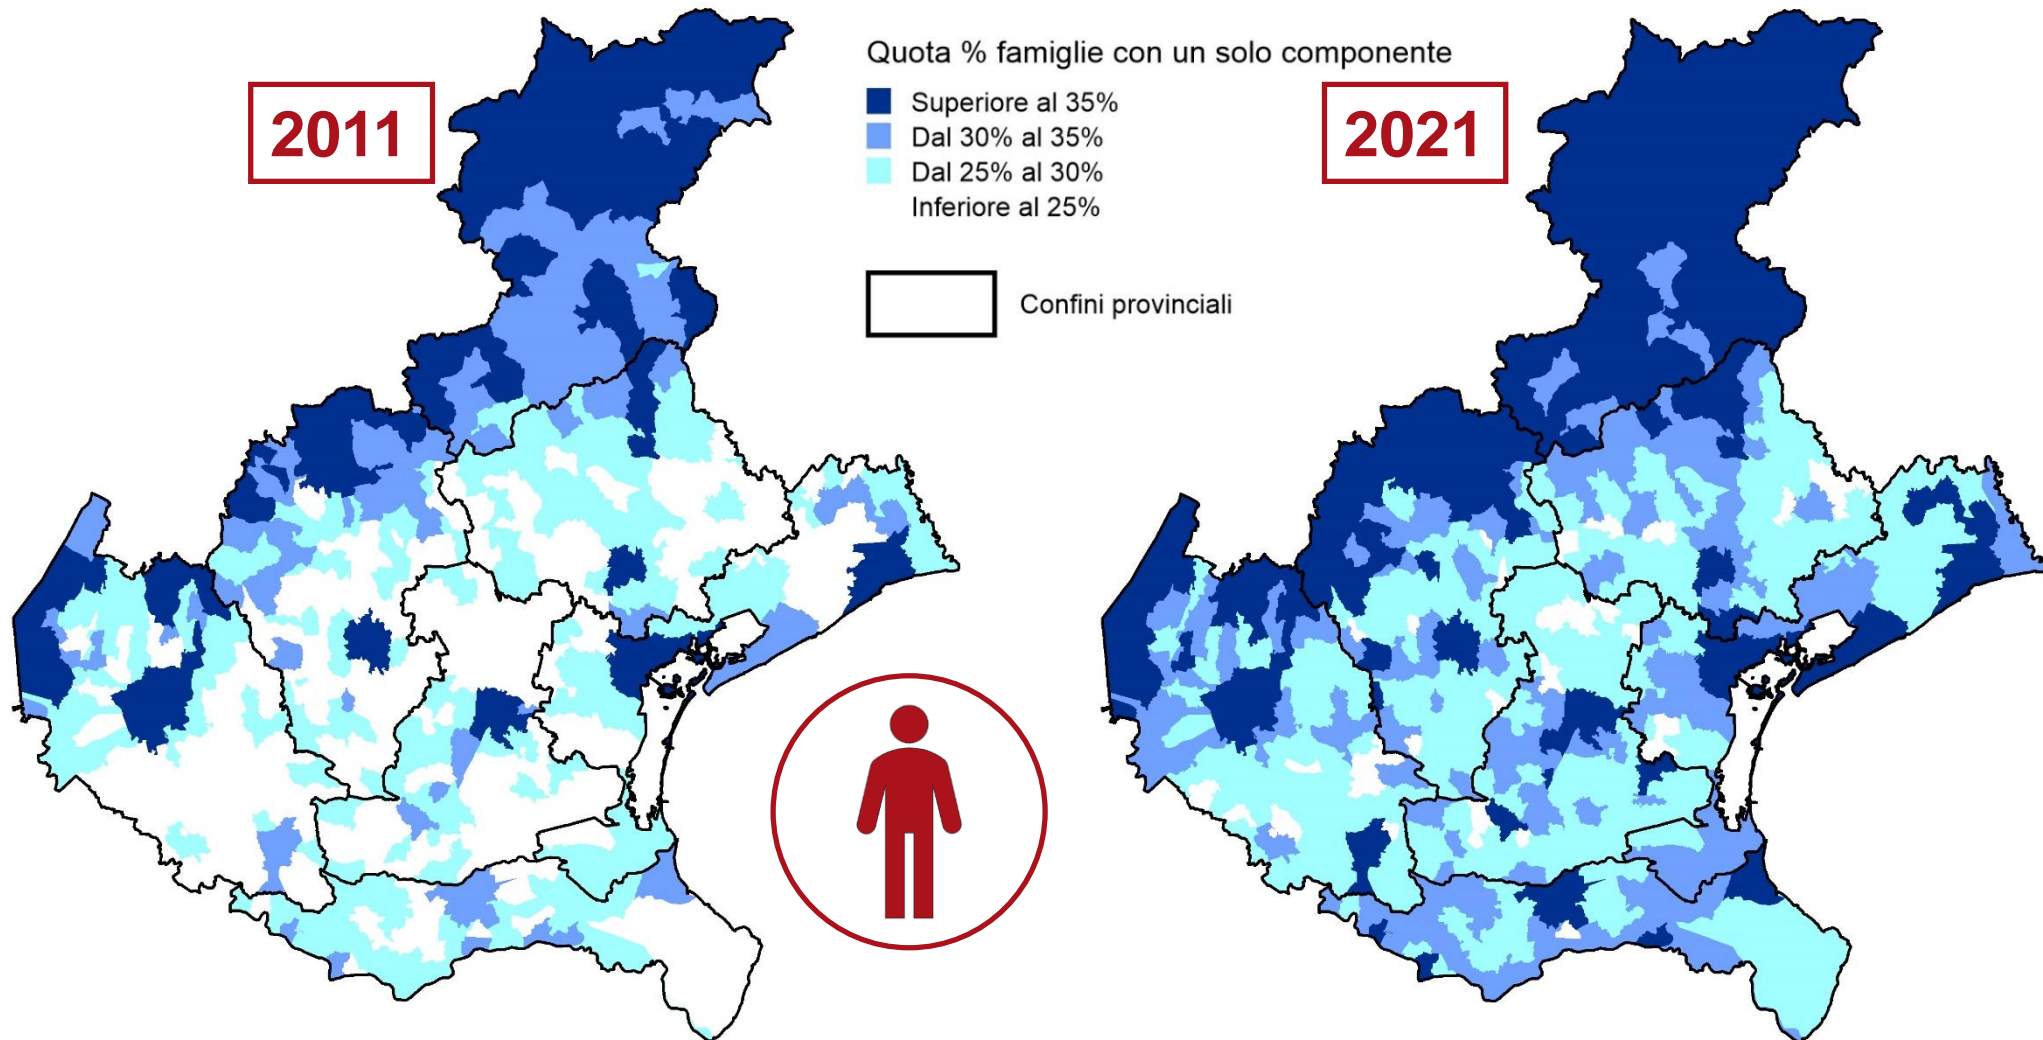 2011
Quota % famiglie con un solo componente
Superiore al 35%
Dal 30% al 35%
Dal 25% al 30%
Inferiore al 25%
Confini provinciali
2021